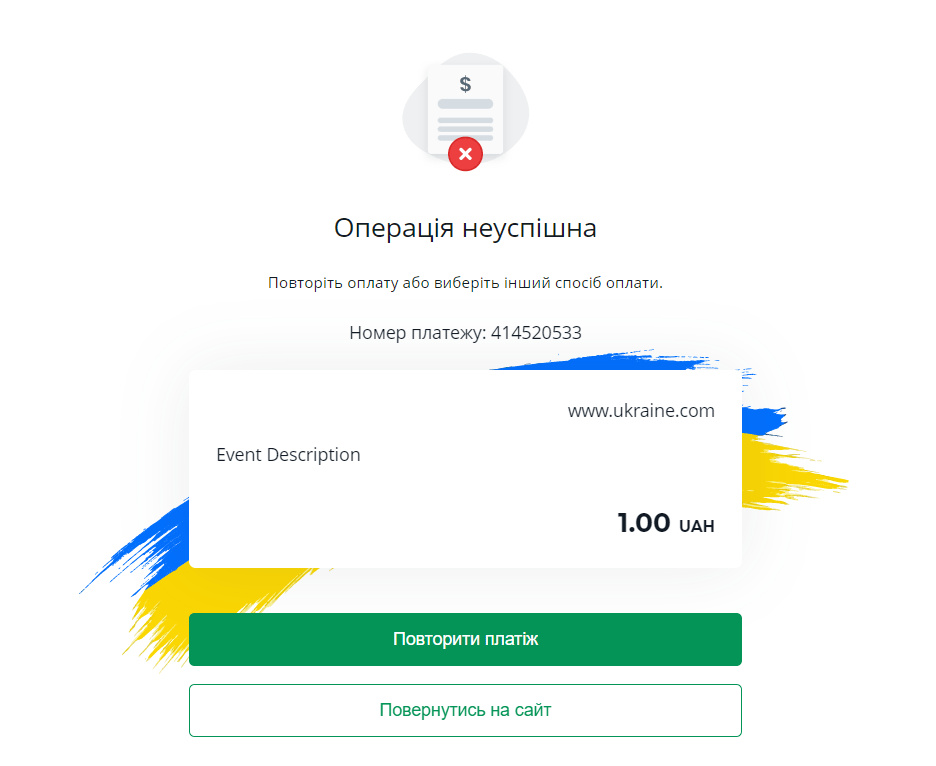 $
Операція неуспішна
Повторіть оплату або виберіть інший спосіб оплати.
Номер платежу: 414520533
www.ukraine.com
Event Description
1.00 UAH
Повторити платіж
Повернутись на сайт